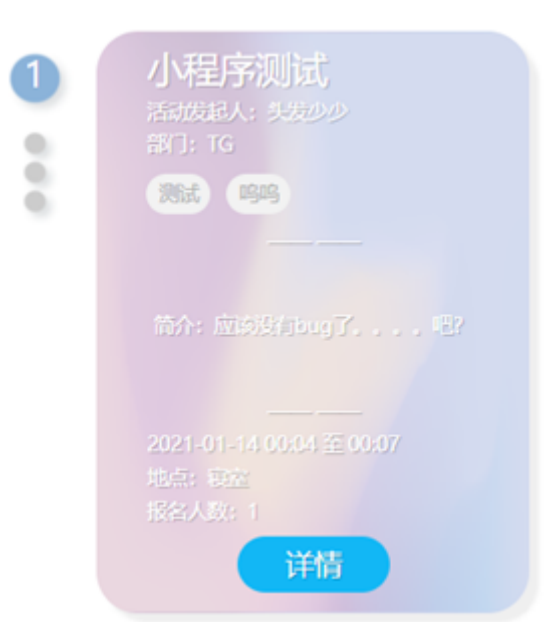 1
小程序测试
活动发起人：头发少少
部门：TG
测试 呜呜
简介：应该没有bug了．．．．吧?
2021-01-14 00:04 至 00:07
地点：寝室
报名人数：1
详情